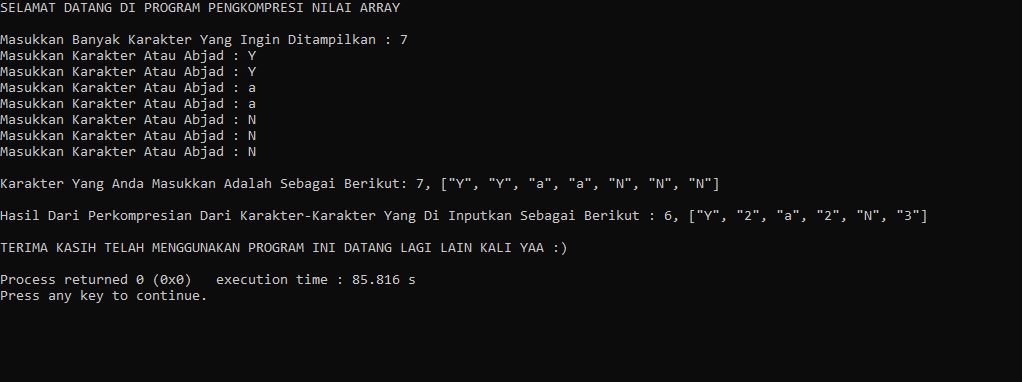 SELAMAT DATANG DI PROGRAM PENGKOMPRESI NILAI ARRAY
Masukkan Banyak Karakter Yang Ingin Ditampilkan : 7
Masukkan Karakter Atau Abjad : Y
Masukkan Karakter Atau Abjad : Y
Masukkan Karakter Atau Abjad : a
Masukkan Karakter Atau Abjad : a
Masukkan Karakter Atau Abjad : N
Masukkan Karakter Atau Abjad : N
Masukkan Karakter Atau Abjad : N
Karakter Yang Anda Masukkan Adalah Sebagai Berikut: 7, ["Y", "Y", "a", "a", "N", "N", "N"]
Hasil Dari Perkompresian Dari Karakter-Karakter Yang Di Inputkan Sebagai Berikut : 6, ["Y", "2", "a", "2", "N", "3"]
TERIMA KASIH TELAH MENGGUNAKAN PROGRAM INI DATANG LAGI LAIN KALI YAA :)
Process returned 0 (0x0)   execution time : 85.816 s
Press any key to continue.